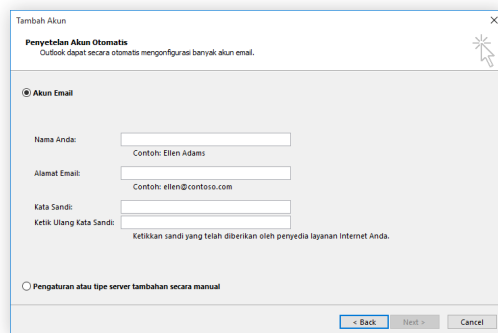 Tambah Akun
Penyetelan Akun Otomatis
Outlook dapat secara otomatis mengonfigurasi banyak akun email.
Akun Email
Nama Anda:
Contoh: Ellen Adams
Alamat Email:
Contoh: ellen@contoso.com
Kata Sandi:
Ketik Ulang Kata Sandi:
Ketikkan sandi yang telah diberikan oleh penyedia layanan Internet Anda.
Pengaturan atau tipe server tambahan secara manual
< Back Next > Cancel